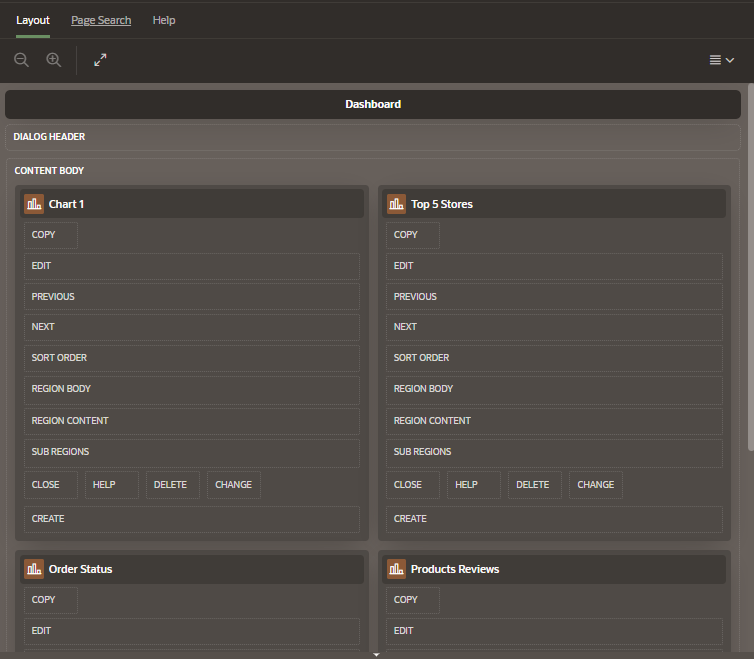 Layout Page Search Help
Dashboard
DIALOG HEADER
CONTENT BODY
Chart 1 Top 5 Stores
COPY COPY
EDIT EDIT
PREVIOUS PREVIOUS
NEXT NEXT
SORT ORDER SORT ORDER
REGION BODY REGION BODY
REGION CONTENT REGION CONTENT
SUB REGIONS SUB REGIONS
CLOSE HELP DELETE CHANGE CLOSE HELP DELETE CHANGE
CREATE CREATE
Order Status Products Reviews
COPY COPY
EDIT EDIT